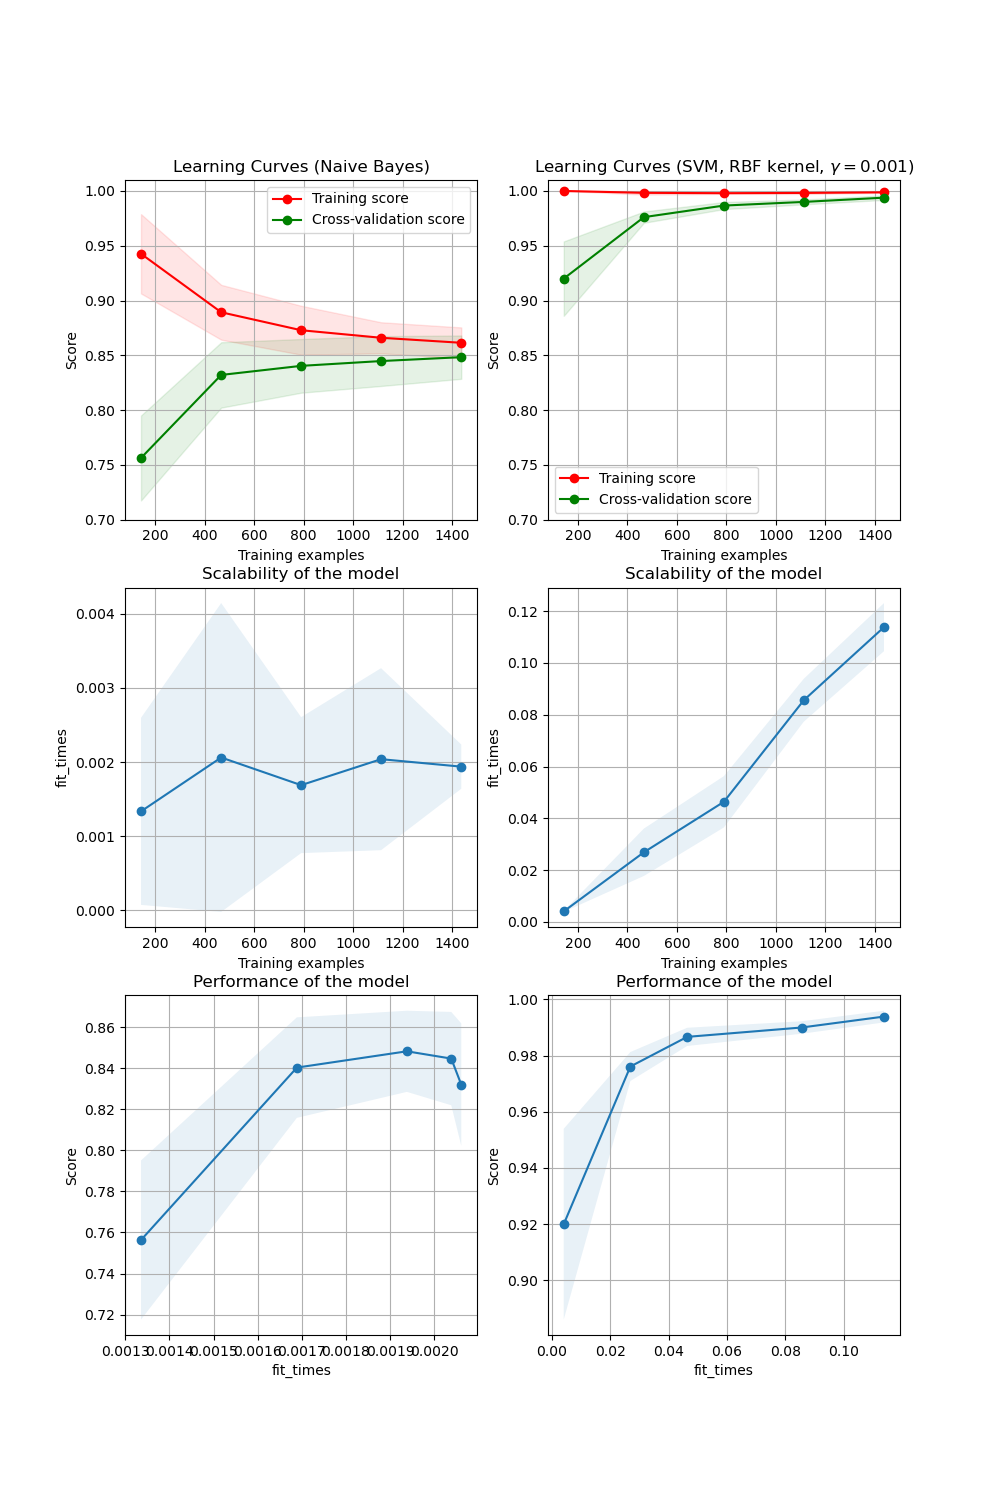 Learning Curves (Naive Bayes)
1.00
0.95
0.90
0.85
0.80
0.75
0.70
Score
Training score
Cross-validation score
200 400 600 800 1000 1200 1400
Training examples
Learning Curves (SVM, RBF kernel, γ = 0.001)
1.00
0.95
0.90
0.85
0.80
0.75
0.70
Score
Training score
Cross-validation score
200 400 600 800 1000 1200 1400
Training examples
Scalability of the model
0.004
0.003
0.002
0.001
0.000
fit_times
200 400 600 800 1000 1200 1400
Training examples
Scalability of the model
0.12
0.10
0.08
0.06
0.04
0.02
0.00
fit_times
200 400 600 800 1000 1200 1400
Training examples
Performance of the model
0.86
0.84
0.82
0.80
0.78
0.76
0.74
0.72
Score
0.0013 0.0014 0.0015 0.0016 0.0017 0.0018 0.0019 0.0020
fit_times
Performance of the model
1.00
0.98
0.96
0.94
0.92
0.90
Score
0.00 0.02 0.04 0.06 0.08 0.10
fit_times